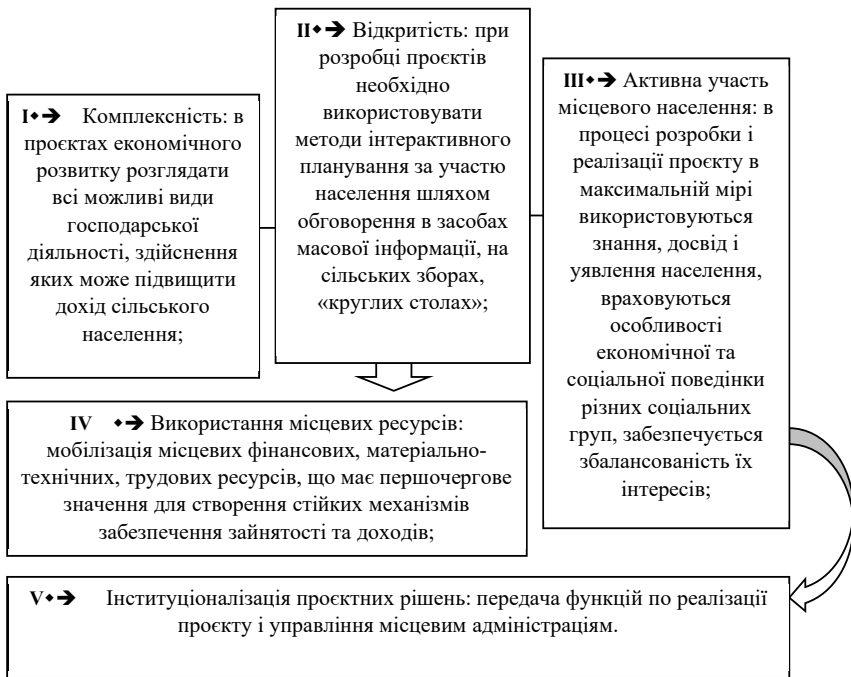 I➔ Комплексність: в
проєктах економічного
розвитку розглядати
всі можливі види
господарської
діяльності, здійснення
яких може підвищити
дохід сільського
населення;
II➔ Відкритість: при
розробці проєктів
необхідно
використовувати
методи інтерактивного
планування за участю
населення шляхом
обговорення в засобах
масової інформації, на
сільських зборах,
«круглих столах»;
III➔ Активна участь
місцевого населення: в
процесі розробки і
реалізації проєкту в
максимальній мірі
використовуються
знання, досвід і
уявлення населення,
враховуються
особливості
економічної та
соціальної поведінки
різних соціальних
груп, забезпечується
збалансованість їх
інтересів;
IV ➔ Використання місцевих ресурсів:
мобілізація місцевих фінансових, матеріально-
технічних, трудових ресурсів, що має першочергове
значення для створення стійких механізмів
забезпечення зайнятості та доходів;
V➔ Інституціоналізація проєктних рішень: передача функцій по реалізації
проєкту і управління місцевим адміністраціям.